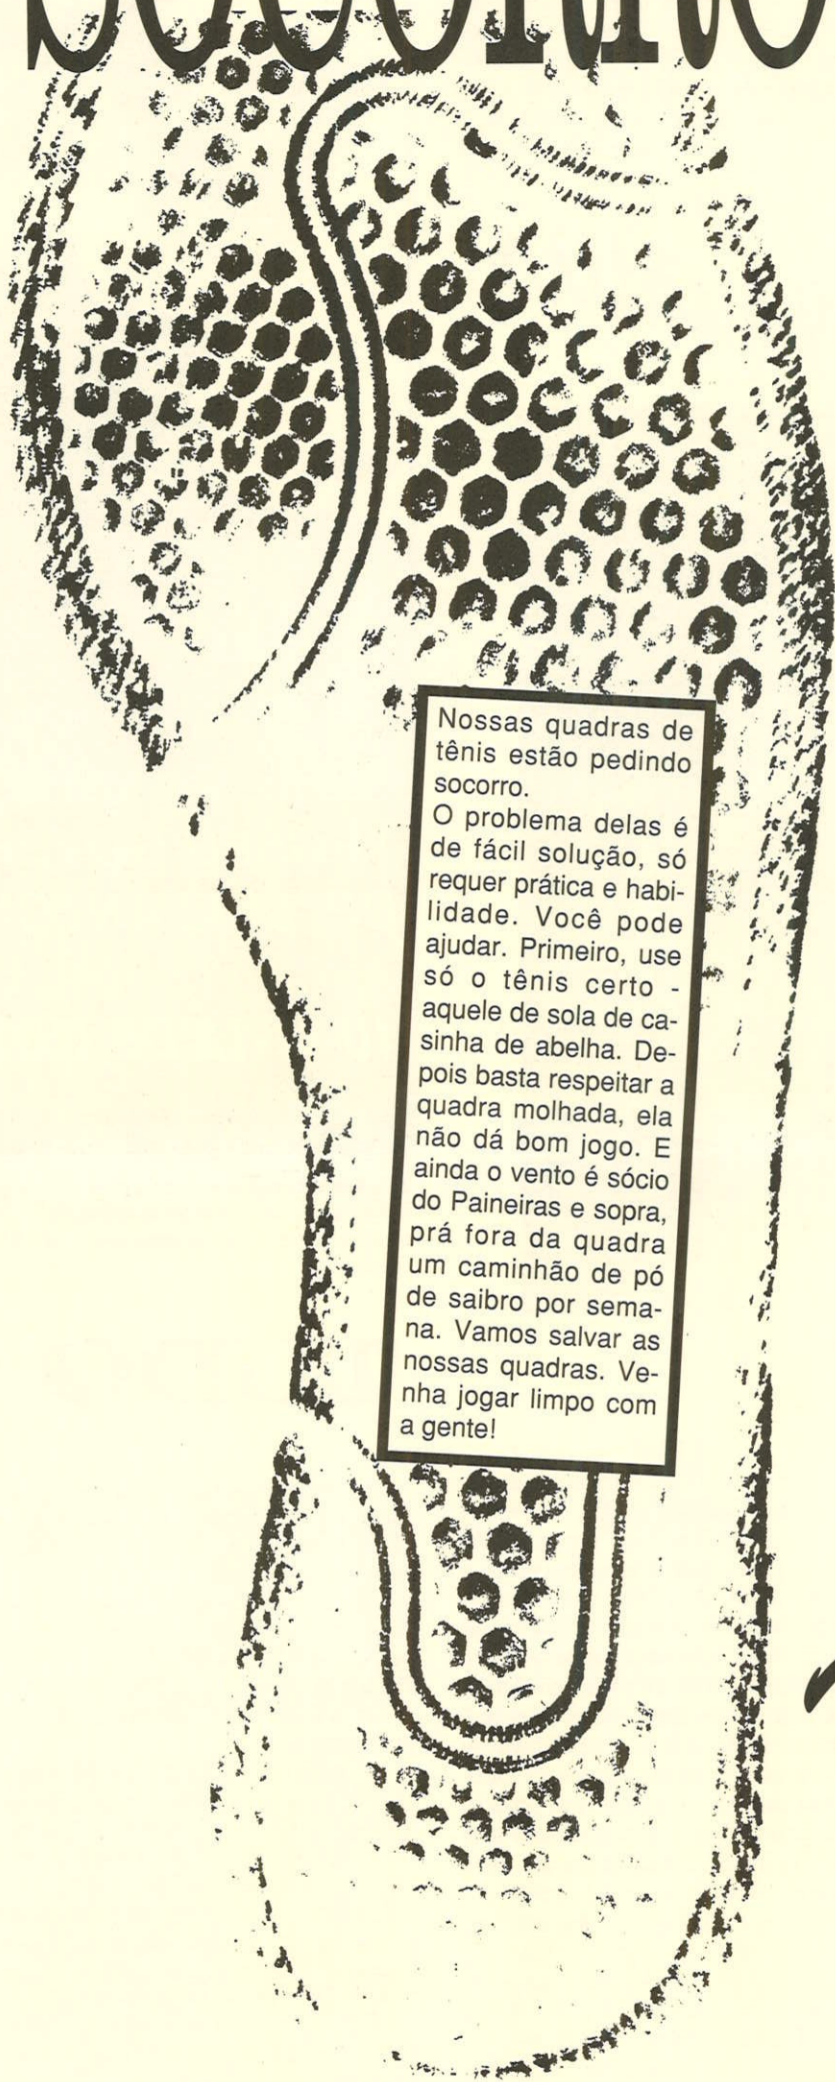 SOCORRO
Nossas quadras de
tênis estão pedindo
socorro.
O problema delas é
de fácil solução, só
requer prática e habi-
lidade. Você pode
ajudar. Primeiro, use
só o tênis certo -
aquele de sola de ca-
sinha de abelha. De-
pois basta respeitar a
quadra molhada, ela
não dá bom jogo. E
ainda o vento é sócio
do Paineiras e sopra,
prá fora da quadra
um caminhão de pó
de saibro por sema-
na. Vamos salvar as
nossas quadras. Ve-
nha jogar limpo com
a gente!